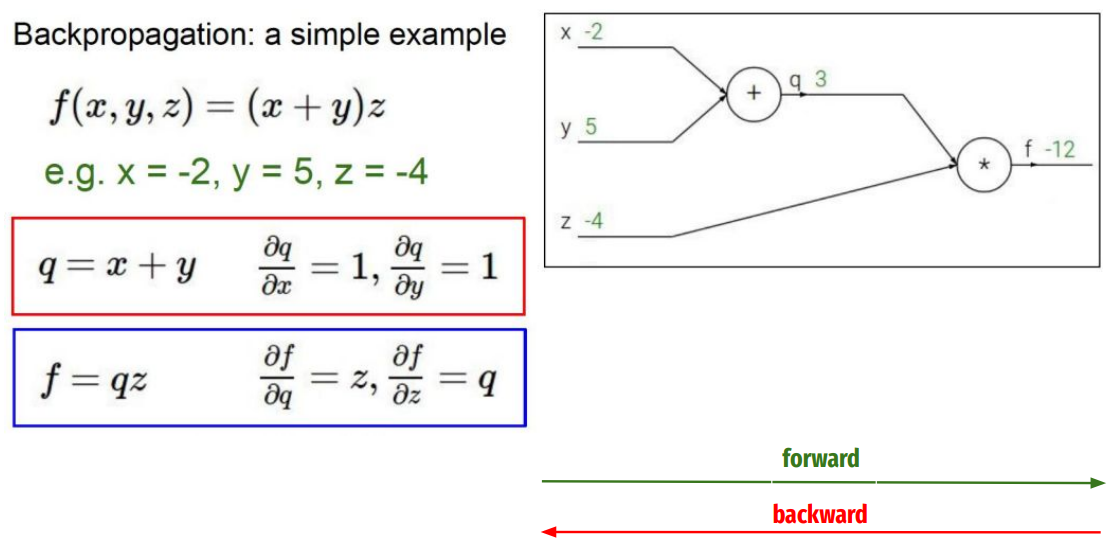 Backpropagation: a simple example
f(x, y, z) = (x + y)z
e.g. x = -2, y = 5, z = -4
q = x + y ∂q/∂x = 1, ∂q/∂y = 1
f = qz ∂f/∂q = z, ∂f/∂z = q
x -2
y 5
z -4
+
q 3
*
f -12
forward
backward